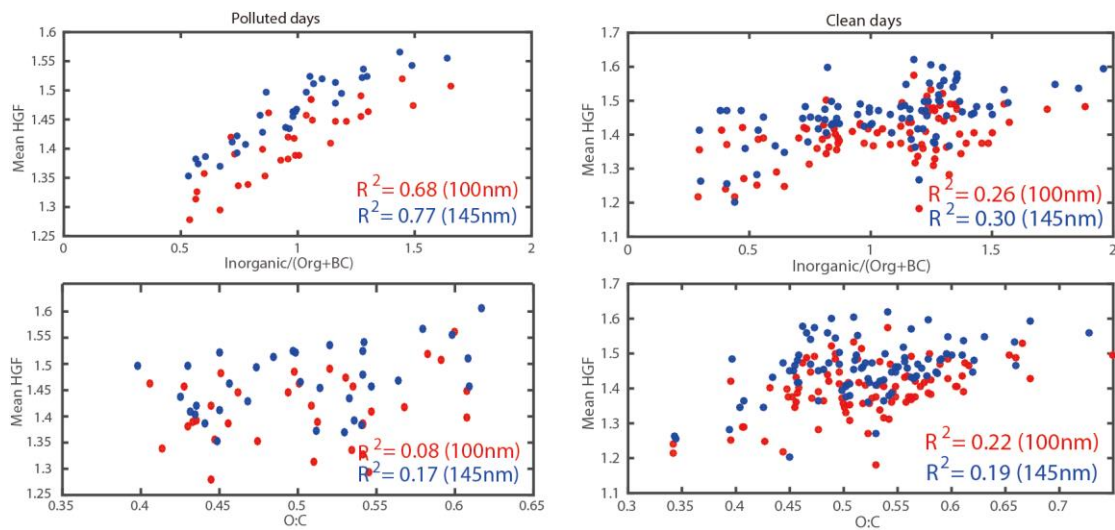 Polluted days
1.6
1.55
1.5
1.45
1.4
1.35
1.3
1.25
Mean HGF
R² = 0.68 (100nm)
R² = 0.77 (145nm)
0 0.5 1 1.5 2
Inorganic/(Org+BC)
Clean days
1.7
1.6
1.5
1.4
1.3
1.2
1.1
Mean HGF
R² = 0.26 (100nm)
R² = 0.30 (145nm)
0 0.5 1 1.5 2
Inorganic/(Org+BC)
1.6
1.55
1.5
1.45
1.4
1.35
1.3
1.25
Mean HGF
R² = 0.08 (100nm)
R² = 0.17 (145nm)
0.35 0.4 0.45 0.5 0.55 0.6
O:C
1.7
1.6
1.5
1.4
1.3
1.2
1.1
Mean HGF
R² = 0.22 (100nm)
R² = 0.19 (145nm)
0.3 0.4 0.45 0.5 0.55 0.6 0.65 0.7
O:C